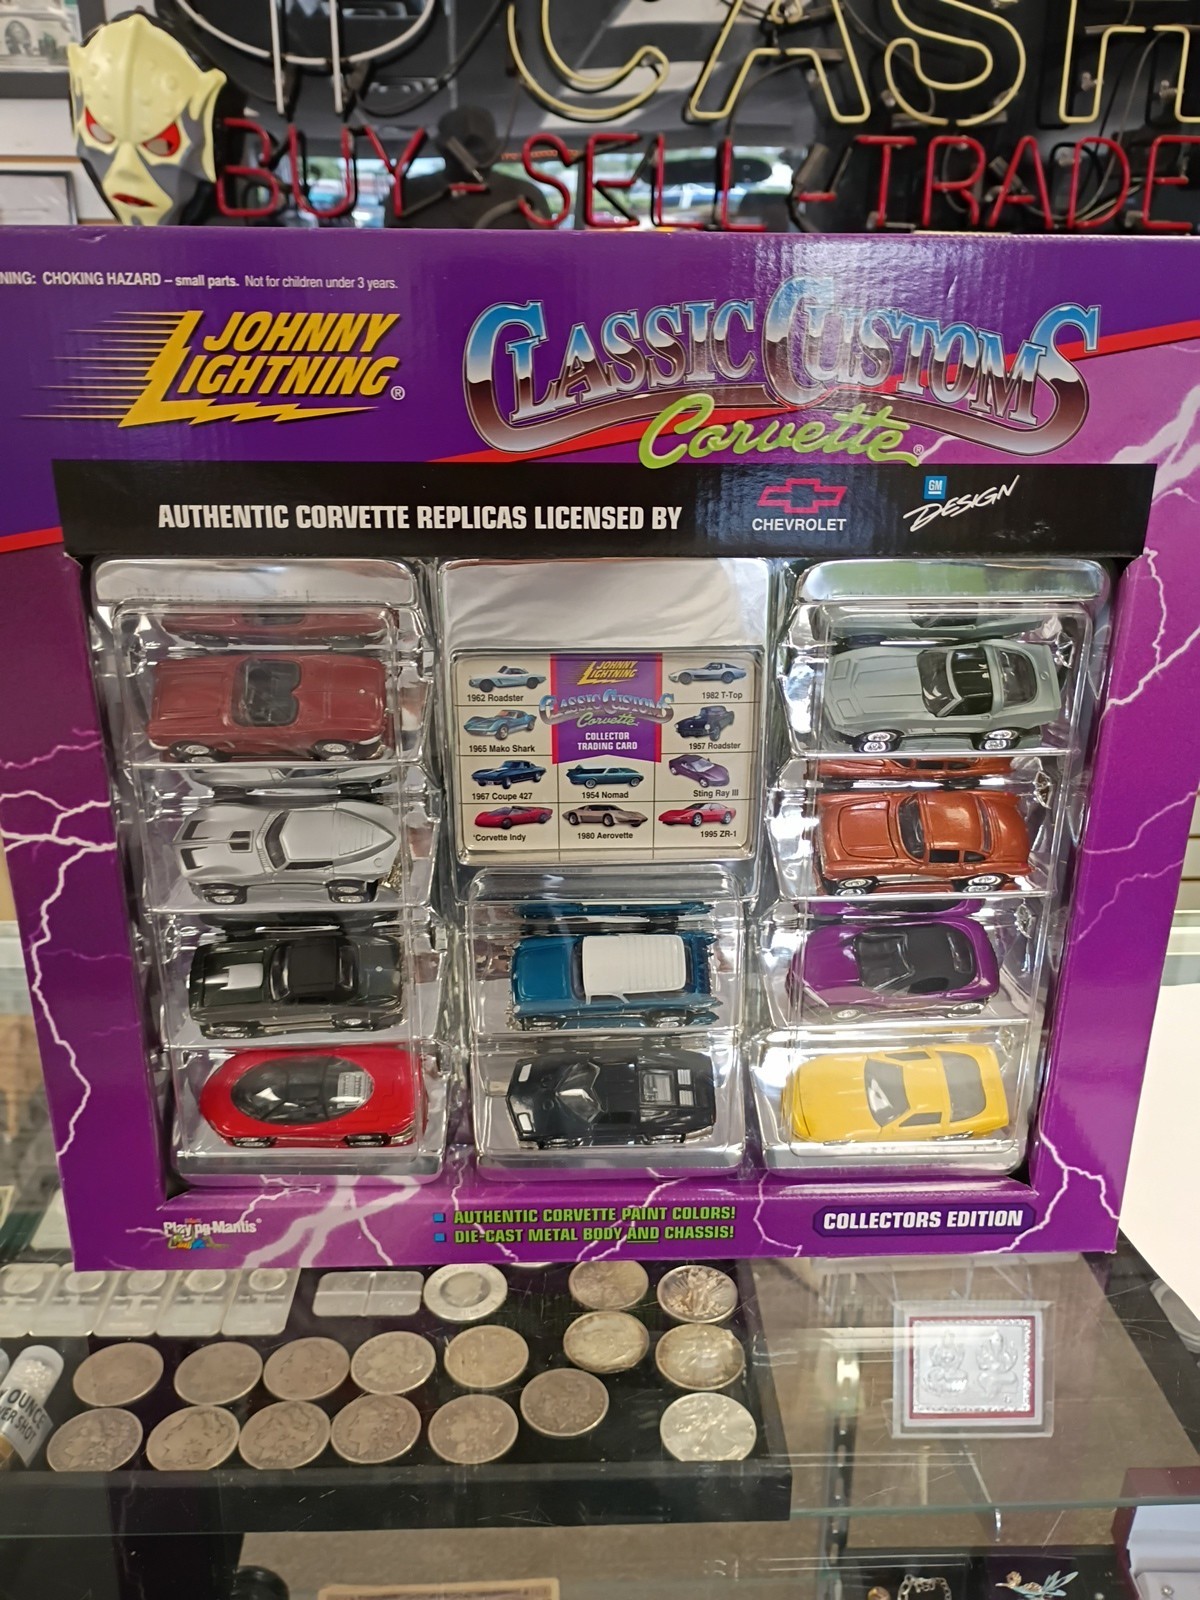 CASH
BUY-SELL-TRADE
NING: CHOKING HAZARD – small parts. Not for children under 3 years.
JOHNNY
LIGHTNING®
CLASSIC CUSTOMS
Corvette®
AUTHENTIC CORVETTE REPLICAS LICENSED BY
CHEVROLET
GM
DESIGN
JOHNNY
LIGHTNING
CLASSIC CUSTOMS
Corvette
COLLECTOR
TRADING CARD
1962 Roadster
1982 T-Top
1965 Mako Shark
1957 Roadster
1967 Coupe 427
1954 Nomad
Sting Ray III
Corvette Indy
1980 Aerovette
1995 ZR-1
Playing Mantis®
AUTHENTIC CORVETTE PAINT COLORS!
DIE-CAST METAL BODY AND CHASSIS!
COLLECTORS EDITION
OUNCE